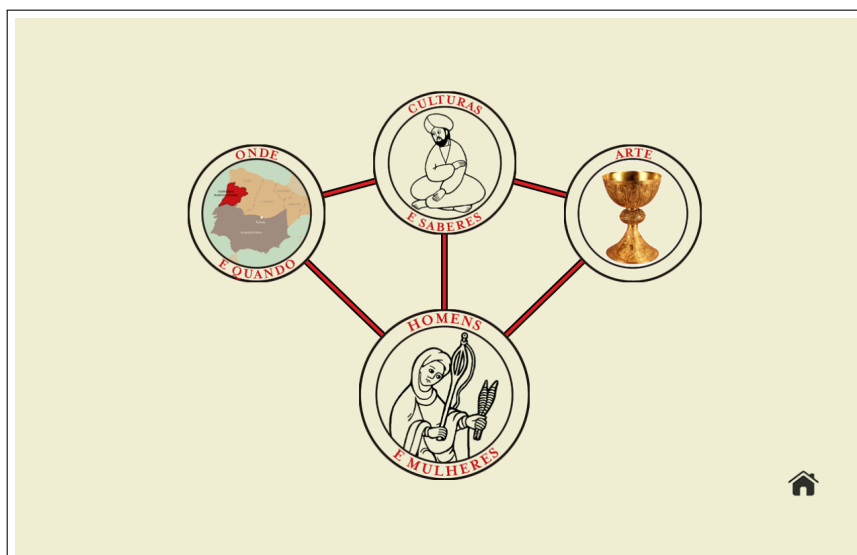 CULTURAS
E SABERES
ONDE
E QUANDO
ARTE
HOMENS
E MULHERES